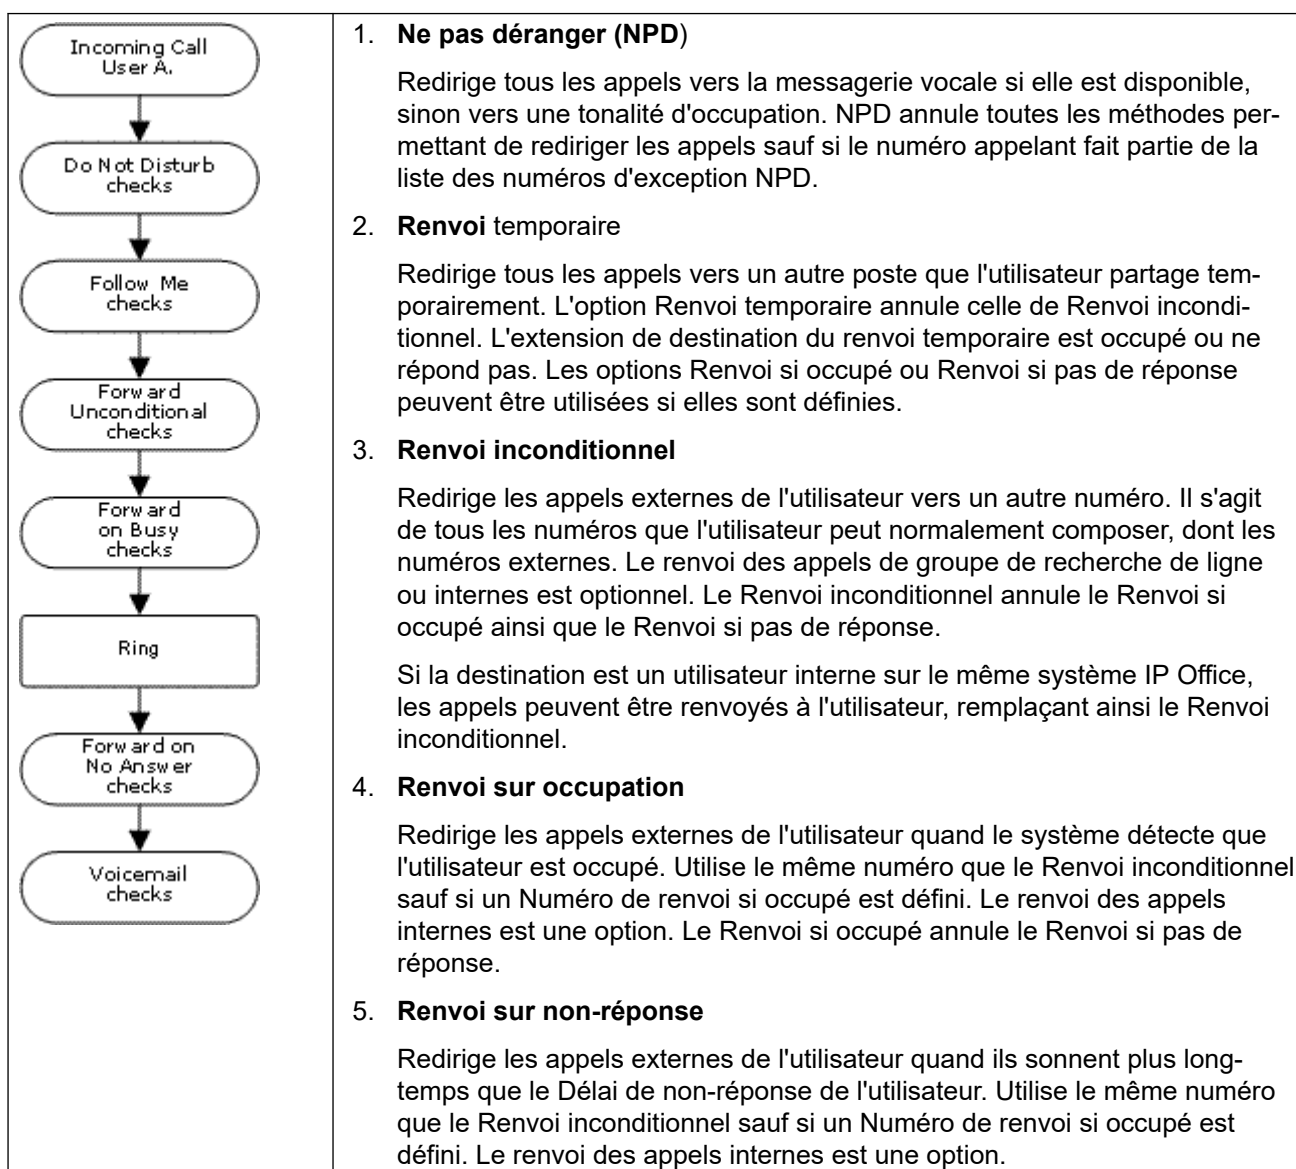 Incoming Call
User A.
Do Not Disturb
checks
Follow Me
checks
Forward
Unconditional
checks
Forward
on Busy
checks
Ring
Forward on
No Answer
checks
Voicemail
checks
1. Ne pas déranger (NPD)
Redirige tous les appels vers la messagerie vocale si elle est disponible,
sinon vers une tonalité d'occupation. NPD annule toutes les méthodes per-
mettant de rediriger les appels sauf si le numéro appelant fait partie de la
liste des numéros d'exception NPD.
2. Renvoi temporaire
Redirige tous les appels vers un autre poste que l'utilisateur partage tem-
porairement. L'option Renvoi temporaire annule celle de Renvoi incondi-
tionnel. L'extension de destination du renvoi temporaire est occupé ou ne
répond pas. Les options Renvoi si occupé ou Renvoi si pas de réponse
peuvent être utilisées si elles sont définies.
3. Renvoi inconditionnel
Redirige les appels externes de l'utilisateur vers un autre numéro. Il s'agit
de tous les numéros que l'utilisateur peut normalement composer, dont les
numéros externes. Le renvoi des appels de groupe de recherche de ligne
ou internes est optionnel. Le Renvoi inconditionnel annule le Renvoi si
occupé ainsi que le Renvoi si pas de réponse.
Si la destination est un utilisateur interne sur le même système IP Office,
les appels peuvent être renvoyés à l'utilisateur, remplaçant ainsi le Renvoi
inconditionnel.
4. Renvoi sur occupation
Redirige les appels externes de l'utilisateur quand le système détecte que
l'utilisateur est occupé. Utilise le même numéro que le Renvoi inconditionnel
sauf si un Numéro de renvoi si occupé est défini. Le renvoi des appels
internes est une option. Le Renvoi si occupé annule le Renvoi si pas de
réponse.
5. Renvoi sur non-réponse
Redirige les appels externes de l'utilisateur quand ils sonnent plus long-
temps que le Délai de non-réponse de l'utilisateur. Utilise le même numéro
que le Renvoi inconditionnel sauf si un Numéro de renvoi si occupé est
défini. Le renvoi des appels internes est une option.